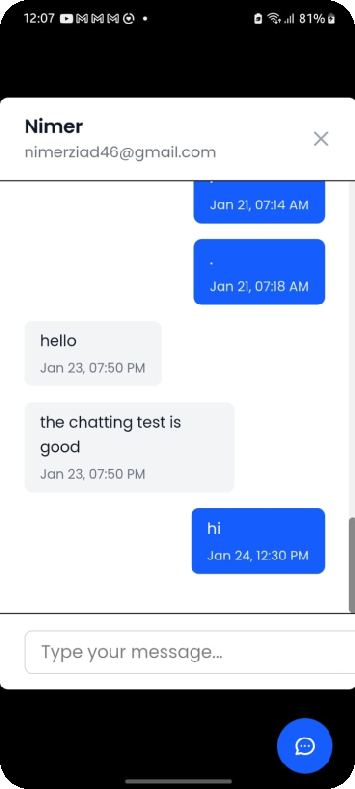 12:07
81%
Nimer
nimerziad46@gmail.com
.
Jan 21, 07:14 AM
.
Jan 21, 07:18 AM
hello
Jan 23, 07:50 PM
the chatting test is
good
Jan 23, 07:50 PM
hi
Jan 24, 12:30 PM
Type your message...